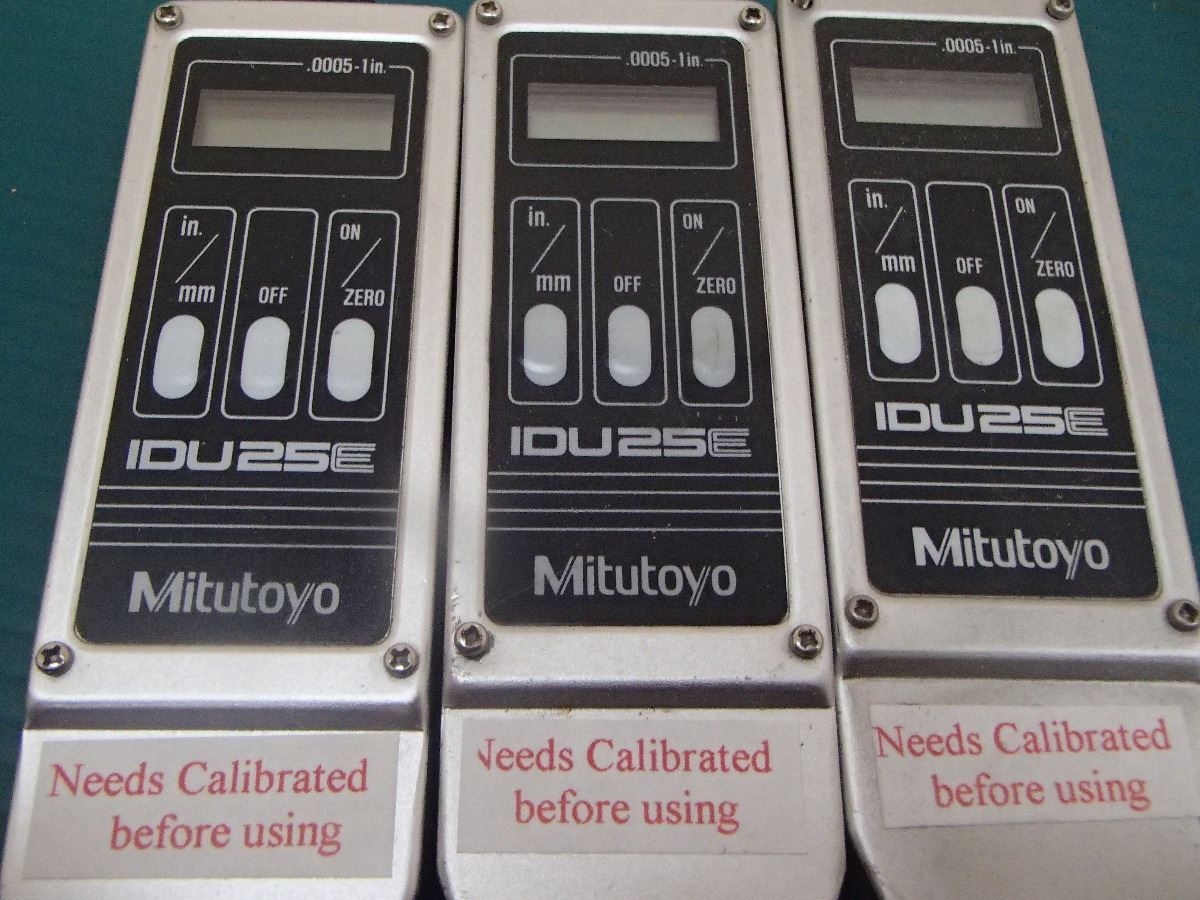 .0005-1in.
in.
mm
OFF
ON
ZERO
IDU25E
Mitutoyo
Needs Calibrated
before using
.0005-1in.
in.
mm
OFF
ON
ZERO
IDU25E
Mitutoyo
Needs Calibrated
before using
.0005-1in.
in.
mm
OFF
ON
ZERO
IDU25E
Mitutoyo
Needs Calibrated
before using